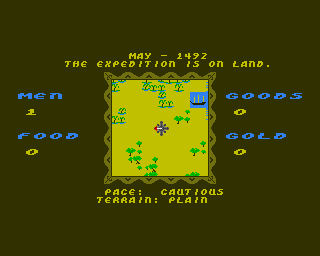 MAY - 1492
THE EXPEDITION IS ON LAND.
MEN
1
FOOD
0
GOODS
0
GOLD
0
PACE: CAUTIOUS
TERRAIN: PLAIN